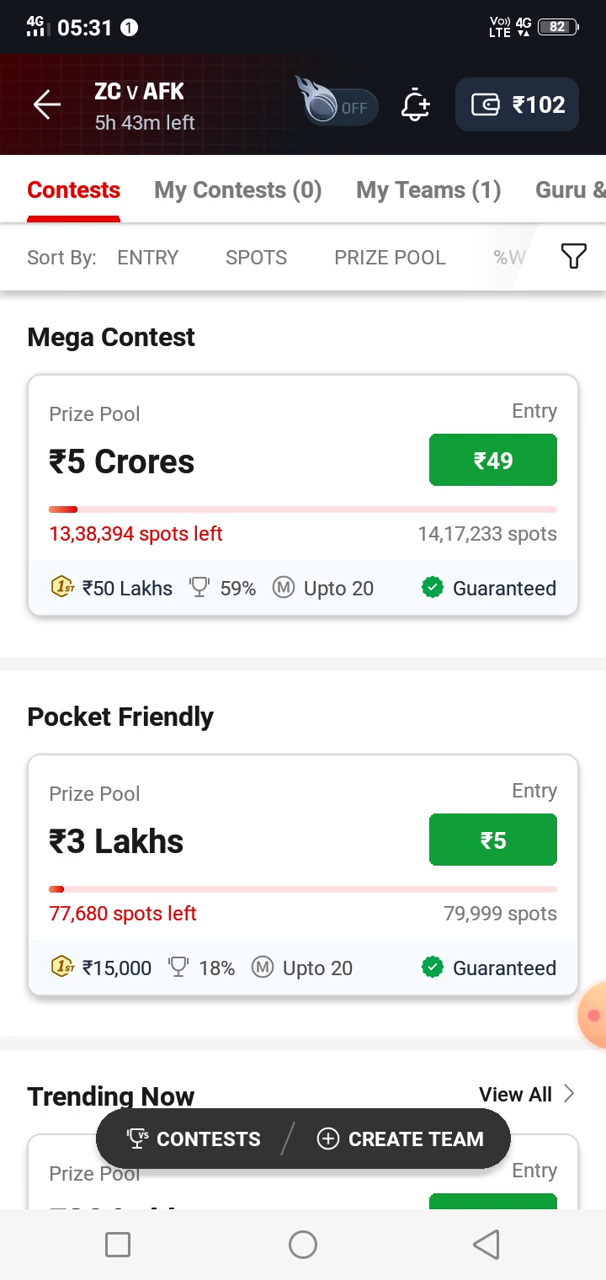 4G 05:31 1 Vo) LTE 4G 82
ZC v AFK
5h 43m left
OFF
₹102
Contests My Contests (0) My Teams (1) Guru &
Sort By: ENTRY SPOTS PRIZE POOL %W
Mega Contest
Prize Pool Entry
₹5 Crores ₹49
13,38,394 spots left 14,17,233 spots
1ST ₹50 Lakhs 59% M Upto 20 Guaranteed
Pocket Friendly
Prize Pool Entry
₹3 Lakhs ₹5
77,680 spots left 79,999 spots
1ST ₹15,000 18% M Upto 20 Guaranteed
Trending Now View All
VS CONTESTS CREATE TEAM
Prize Pool Entry